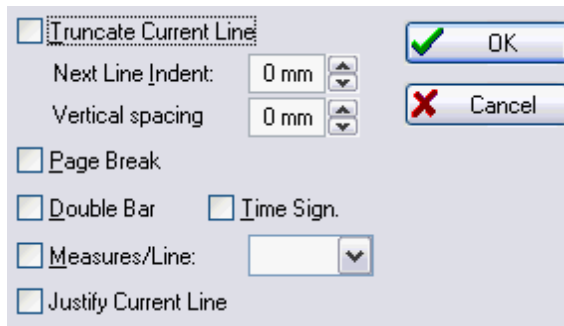 Truncate Current Line
OK
Next Line Indent: 0 mm
Vertical spacing 0 mm
Cancel
Page Break
Double Bar Time Sign.
Measures/Line:
Justify Current Line